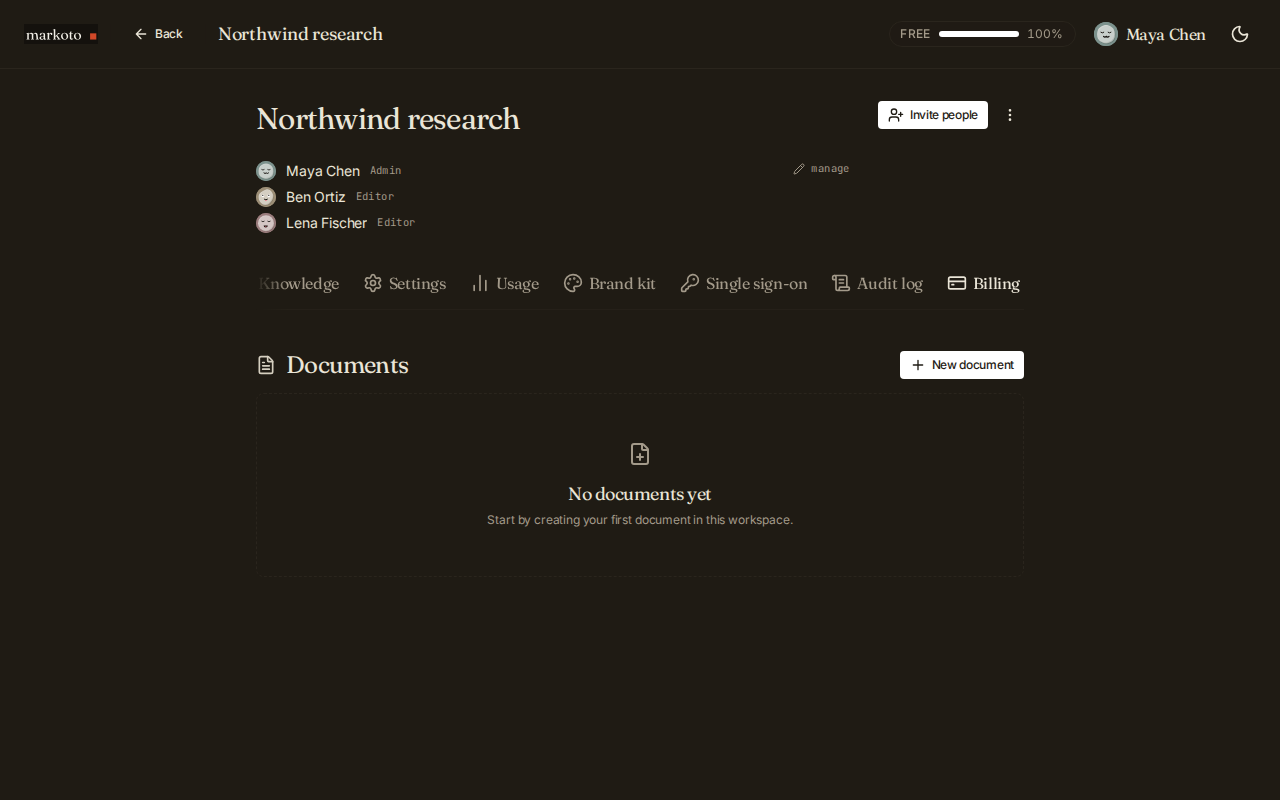 markoto
Back
Northwind research
FREE
100%
Maya Chen
Northwind research
Invite people
Maya Chen Admin
manage
Ben Ortiz Editor
Lena Fischer Editor
Knowledge
Settings
Usage
Brand kit
Single sign-on
Audit log
Billing
Documents
New document
No documents yet
Start by creating your first document in this workspace.